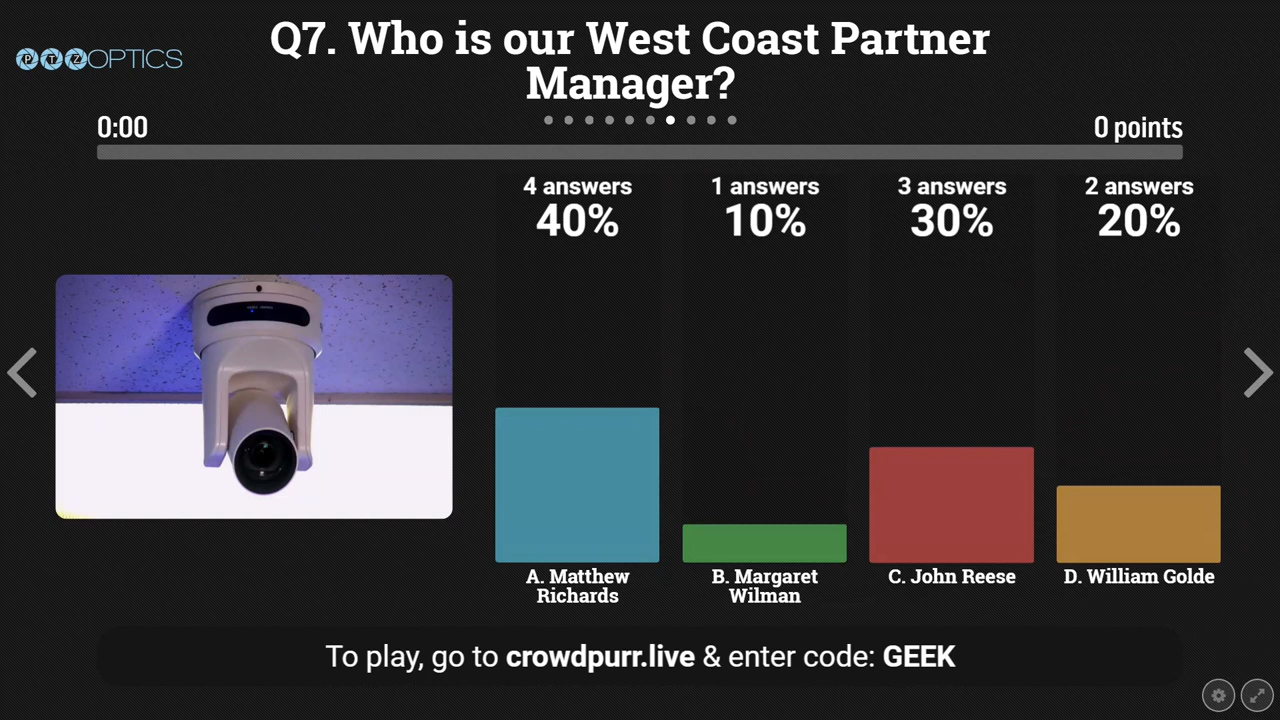 Q7. Who is our West Coast Partner
Manager?
PTZOPTICS
0:00
0 points
4 answers
40%
1 answers
10%
3 answers
30%
2 answers
20%
A. Matthew
Richards
B. Margaret
Wilman
C. John Reese
D. William Golde
To play, go to crowdpurr.live & enter code: GEEK